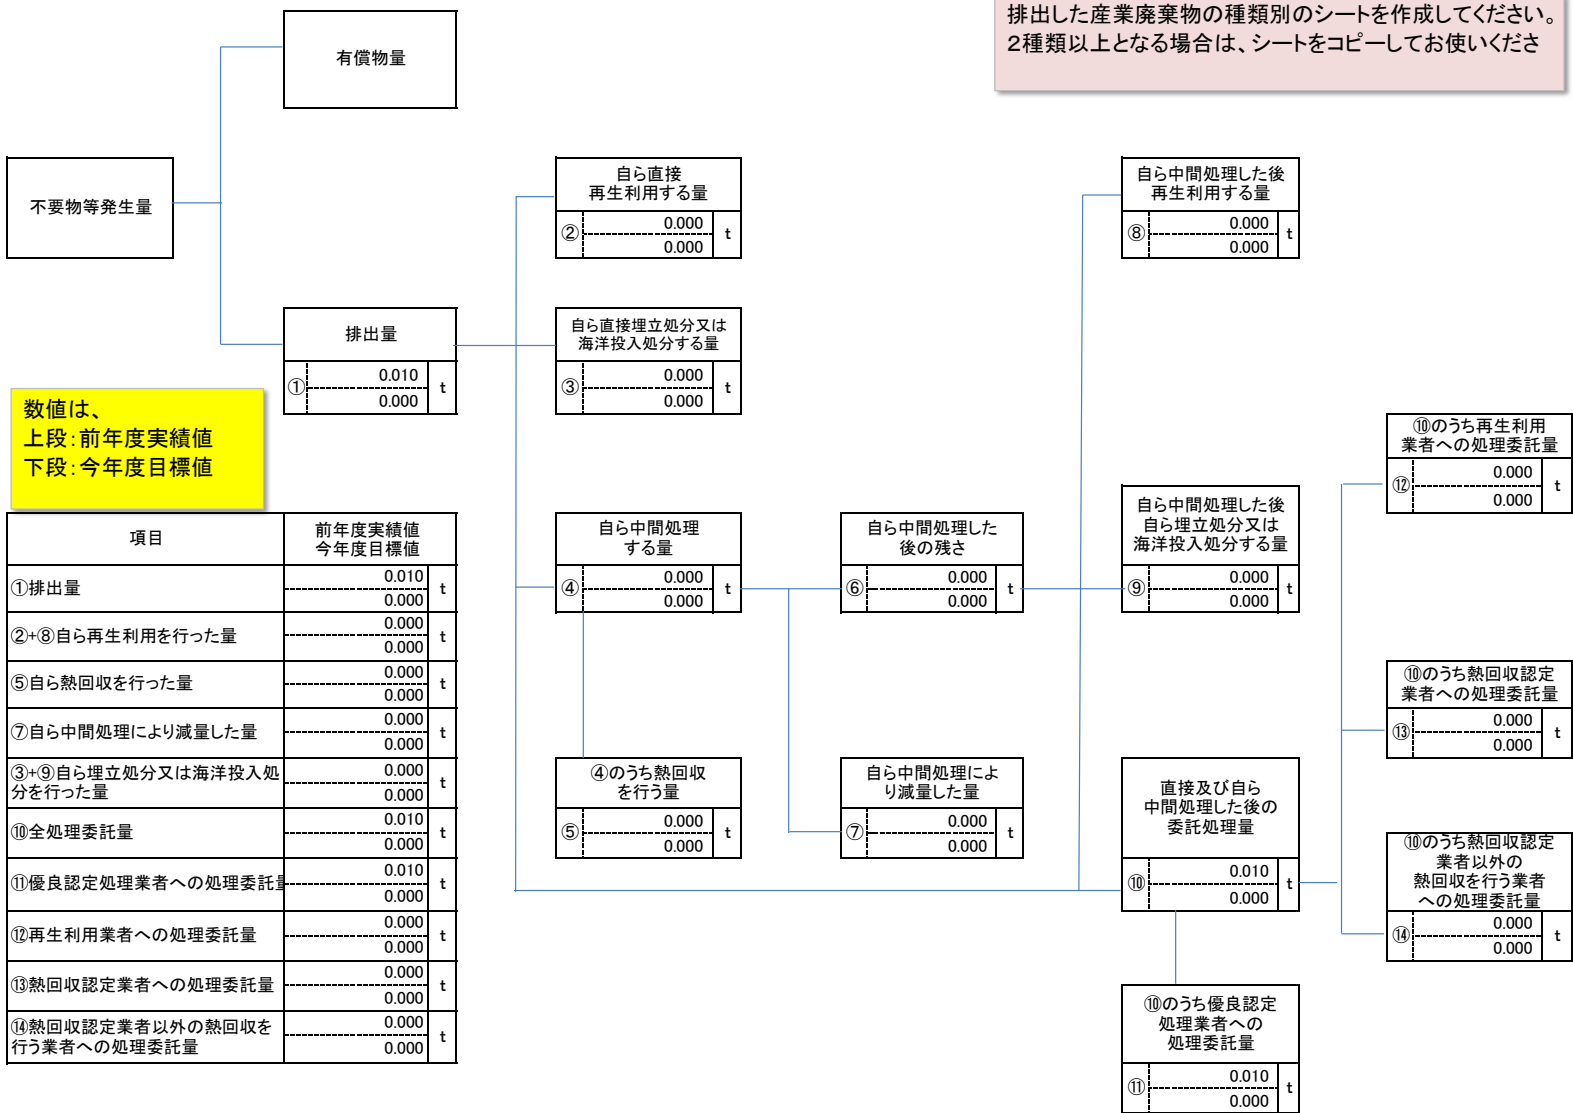 排出した産業廃棄物の種類別のシートを作成してください。
２種類以上となる場合は、シートをコピーしてお使いくださ
有償物量
不要物等発生量
自ら直接
再生利用する量
②
0.000
0.000
t
自ら中間処理した後
再生利用する量
⑧
0.000
0.000
t
排出量
①
0.010
0.000
t
自ら直接埋立処分又は
海洋投入処分する量
③
0.000
0.000
t
数値は、
上段：前年度実績値
下段：今年度目標値
⑩のうち再生利用
業者への処理委託量
⑫
0.000
0.000
t
自ら中間処理
する量
④
0.000
0.000
t
自ら中間処理した
後の残さ
⑥
0.000
0.000
t
自ら中間処理した後
自ら埋立処分又は
海洋投入処分する量
⑨
0.000
0.000
t
⑩のうち熱回収認定
業者への処理委託量
⑬
0.000
0.000
t
④のうち熱回収
を行う量
⑤
0.000
0.000
t
自ら中間処理によ
り減量した量
⑦
0.000
0.000
t
直接及び自ら
中間処理した後の
委託処理量
⑩
0.010
0.000
t
⑩のうち熱回収認定
業者以外の
熱回収を行う業者
への処理委託量
⑭
0.000
0.000
t
⑩のうち優良認定
処理業者への
処理委託量
⑪
0.010
0.000
t
項目
前年度実績値
今年度目標値
①排出量
0.010
0.000
t
②+⑧自ら再生利用を行った量
0.000
0.000
t
⑤自ら熱回収を行った量
0.000
0.000
t
⑦自ら中間処理により減量した量
0.000
0.000
t
③+⑨自ら埋立処分又は海洋投入処
分を行った量
0.000
0.000
t
⑩全処理委託量
0.010
0.000
t
⑪優良認定処理業者への処理委託量
0.010
0.000
t
⑫再生利用業者への処理委託量
0.000
0.000
t
⑬熱回収認定業者への処理委託量
0.000
0.000
t
⑭熱回収認定業者以外の熱回収を
行う業者への処理委託量
0.000
0.000
t